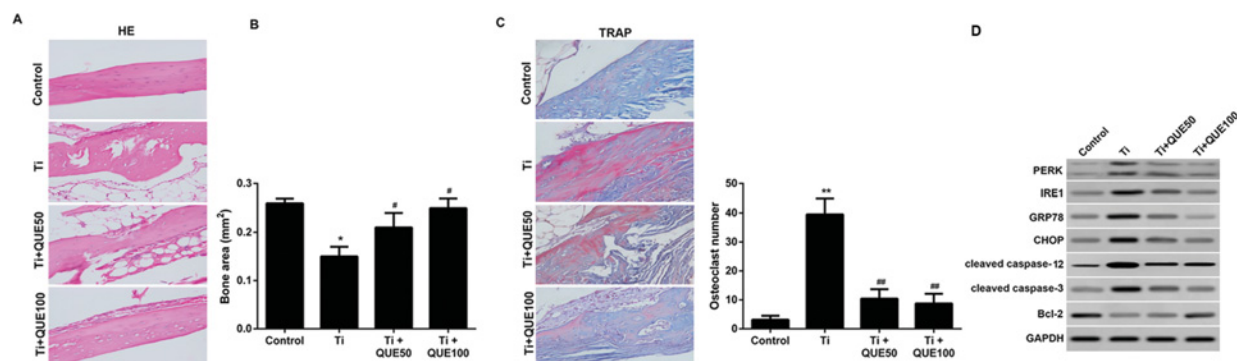 A
HE
Control
Ti
Ti+QUE50
Ti+QUE100
B
Bone area (mm²)
0.3
0.2
0.1
0.0
*
#
#
Control
Ti
Ti + QUE50
Ti + QUE100
C
TRAP
Control
Ti
Ti+QUE50
Ti+QUE100
Osteoclast number
50
40
30
20
10
0
**
##
##
Control
Ti
Ti + QUE50
Ti + QUE100
D
Control
Ti
Ti+QUE50
Ti+QUE100
PERK
IRE1
GRP78
CHOP
cleaved caspase-12
cleaved caspase-3
Bcl-2
GAPDH